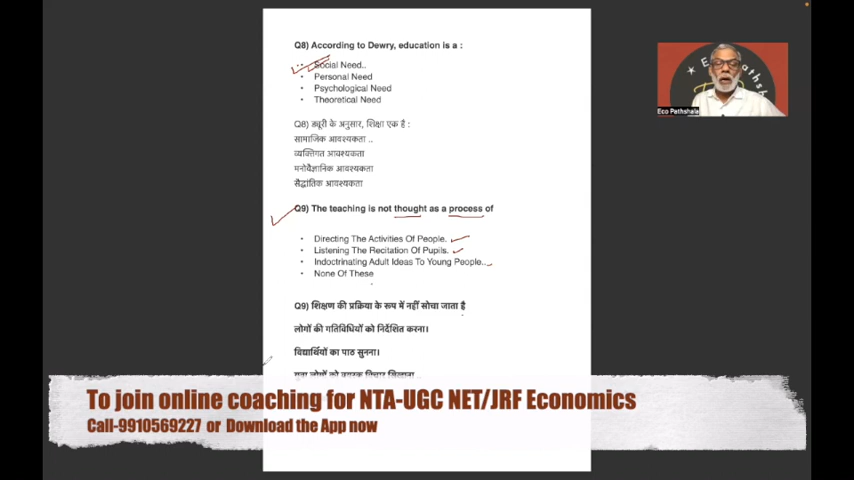 Q8) According to Dewry, education is a :
Social Need..
Personal Need
Psychological Need
Theoretical Need
Q8) ड्यूरी के अनुसार, शिक्षा एक है :
सामाजिक आवश्यकता ..
व्यक्तिगत आवश्यकता
मनोवैज्ञानिक आवश्यकता
सैद्धांतिक आवश्यकता
Q9) The teaching is not thought as a process of
Directing The Activities Of People.
Listening The Recitation Of Pupils.
Indoctrinating Adult Ideas To Young People..
None Of These
Q9) शिक्षण की प्रक्रिया के रूप में नहीं सोचा जाता है
लोगों की गतिविधियों को निर्देशित करना।
विद्यार्थियों का पाठ सुनना।
Eco Pathshala
To join online coaching for NTA-UGC NET/JRF Economics
Call-9910569227 or Download the App now